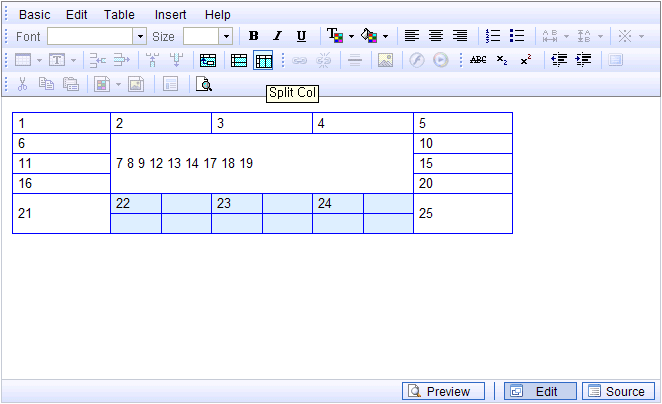 Basic Edit Table Insert Help
Font Size B I U T
T ABC x₂ x²
Split Col
1 2 3 4 5
6 10
11 7 8 9 12 13 14 17 18 19 15
16 20
22 23 24
21 25
Preview Edit Source